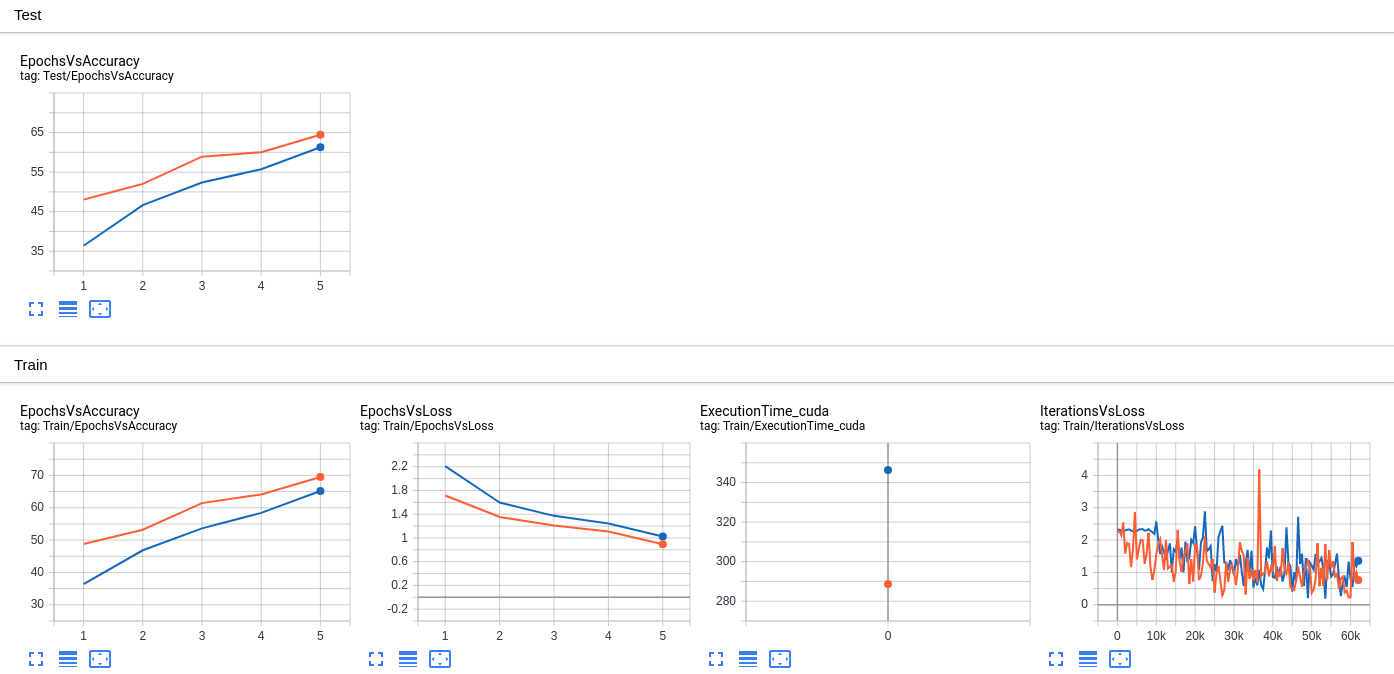 Test
EpochsVsAccuracy
tag: Test/EpochsVsAccuracy
65
55
45
35
1 2 3 4 5
Train
EpochsVsAccuracy
tag: Train/EpochsVsAccuracy
70
60
50
40
30
1 2 3 4 5
EpochsVsLoss
tag: Train/EpochsVsLoss
2.2
1.8
1.4
1
0.6
0.2
-0.2
1 2 3 4 5
ExecutionTime_cuda
tag: Train/ExecutionTime_cuda
340
320
300
280
0
IterationsVsLoss
tag: Train/IterationsVsLoss
4
3
2
1
0
0 10k 20k 30k 40k 50k 60k